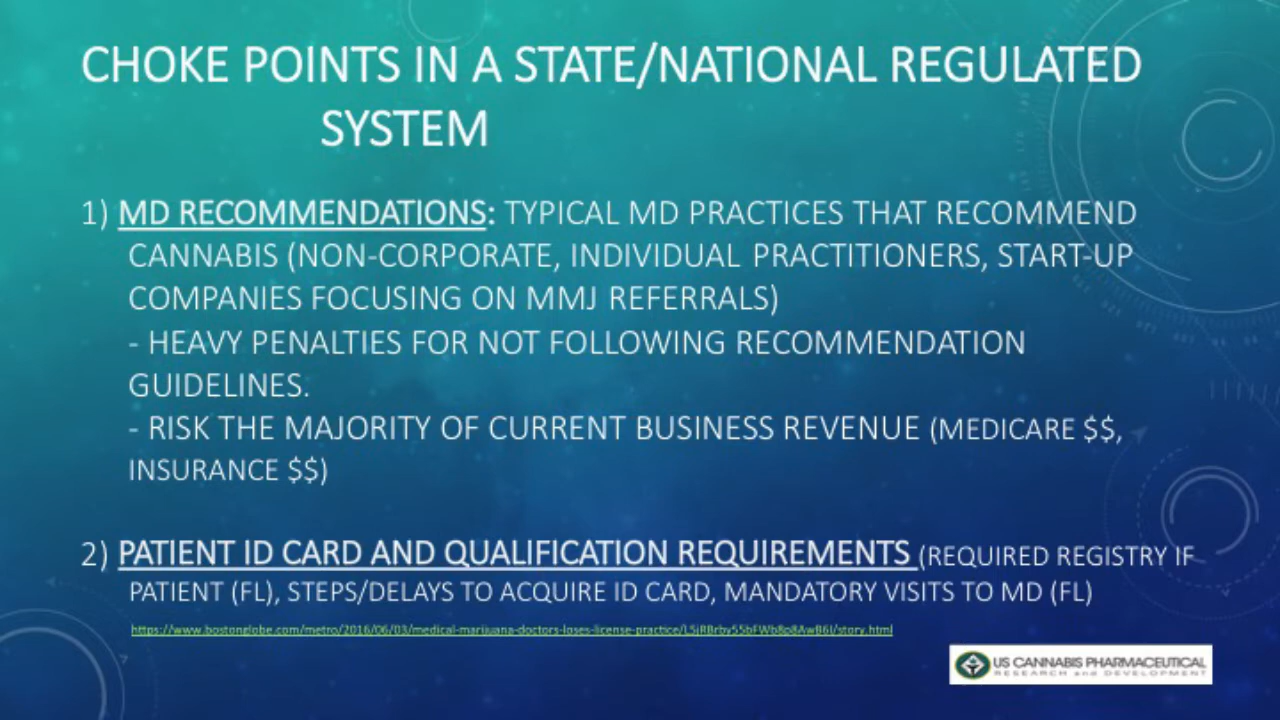 CHOKE POINTS IN A STATE/NATIONAL REGULATED
SYSTEM
1) MD RECOMMENDATIONS: TYPICAL MD PRACTICES THAT RECOMMEND
CANNABIS (NON-CORPORATE, INDIVIDUAL PRACTITIONERS, START-UP
COMPANIES FOCUSING ON MMJ REFERRALS)
- HEAVY PENALTIES FOR NOT FOLLOWING RECOMMENDATION
GUIDELINES.
- RISK THE MAJORITY OF CURRENT BUSINESS REVENUE (MEDICARE $$,
INSURANCE $$)
2) PATIENT ID CARD AND QUALIFICATION REQUIREMENTS (REQUIRED REGISTRY IF
PATIENT (FL), STEPS/DELAYS TO ACQUIRE ID CARD, MANDATORY VISITS TO MD (FL)
US CANNABIS PHARMACEUTICAL
RESEARCH and DEVELOPMENT